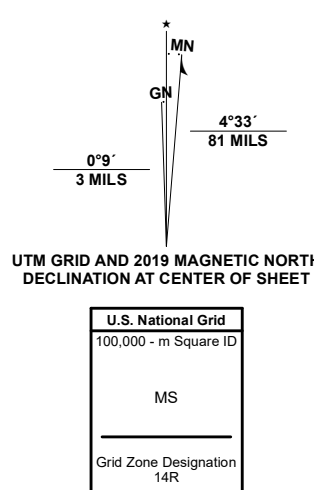 ★
MN
GN
4°33´
81 MILS
0°9´
3 MILS
UTM GRID AND 2019 MAGNETIC NORTH
DECLINATION AT CENTER OF SHEET
U.S. National Grid
100,000 - m Square ID
MS
Grid Zone Designation
14R